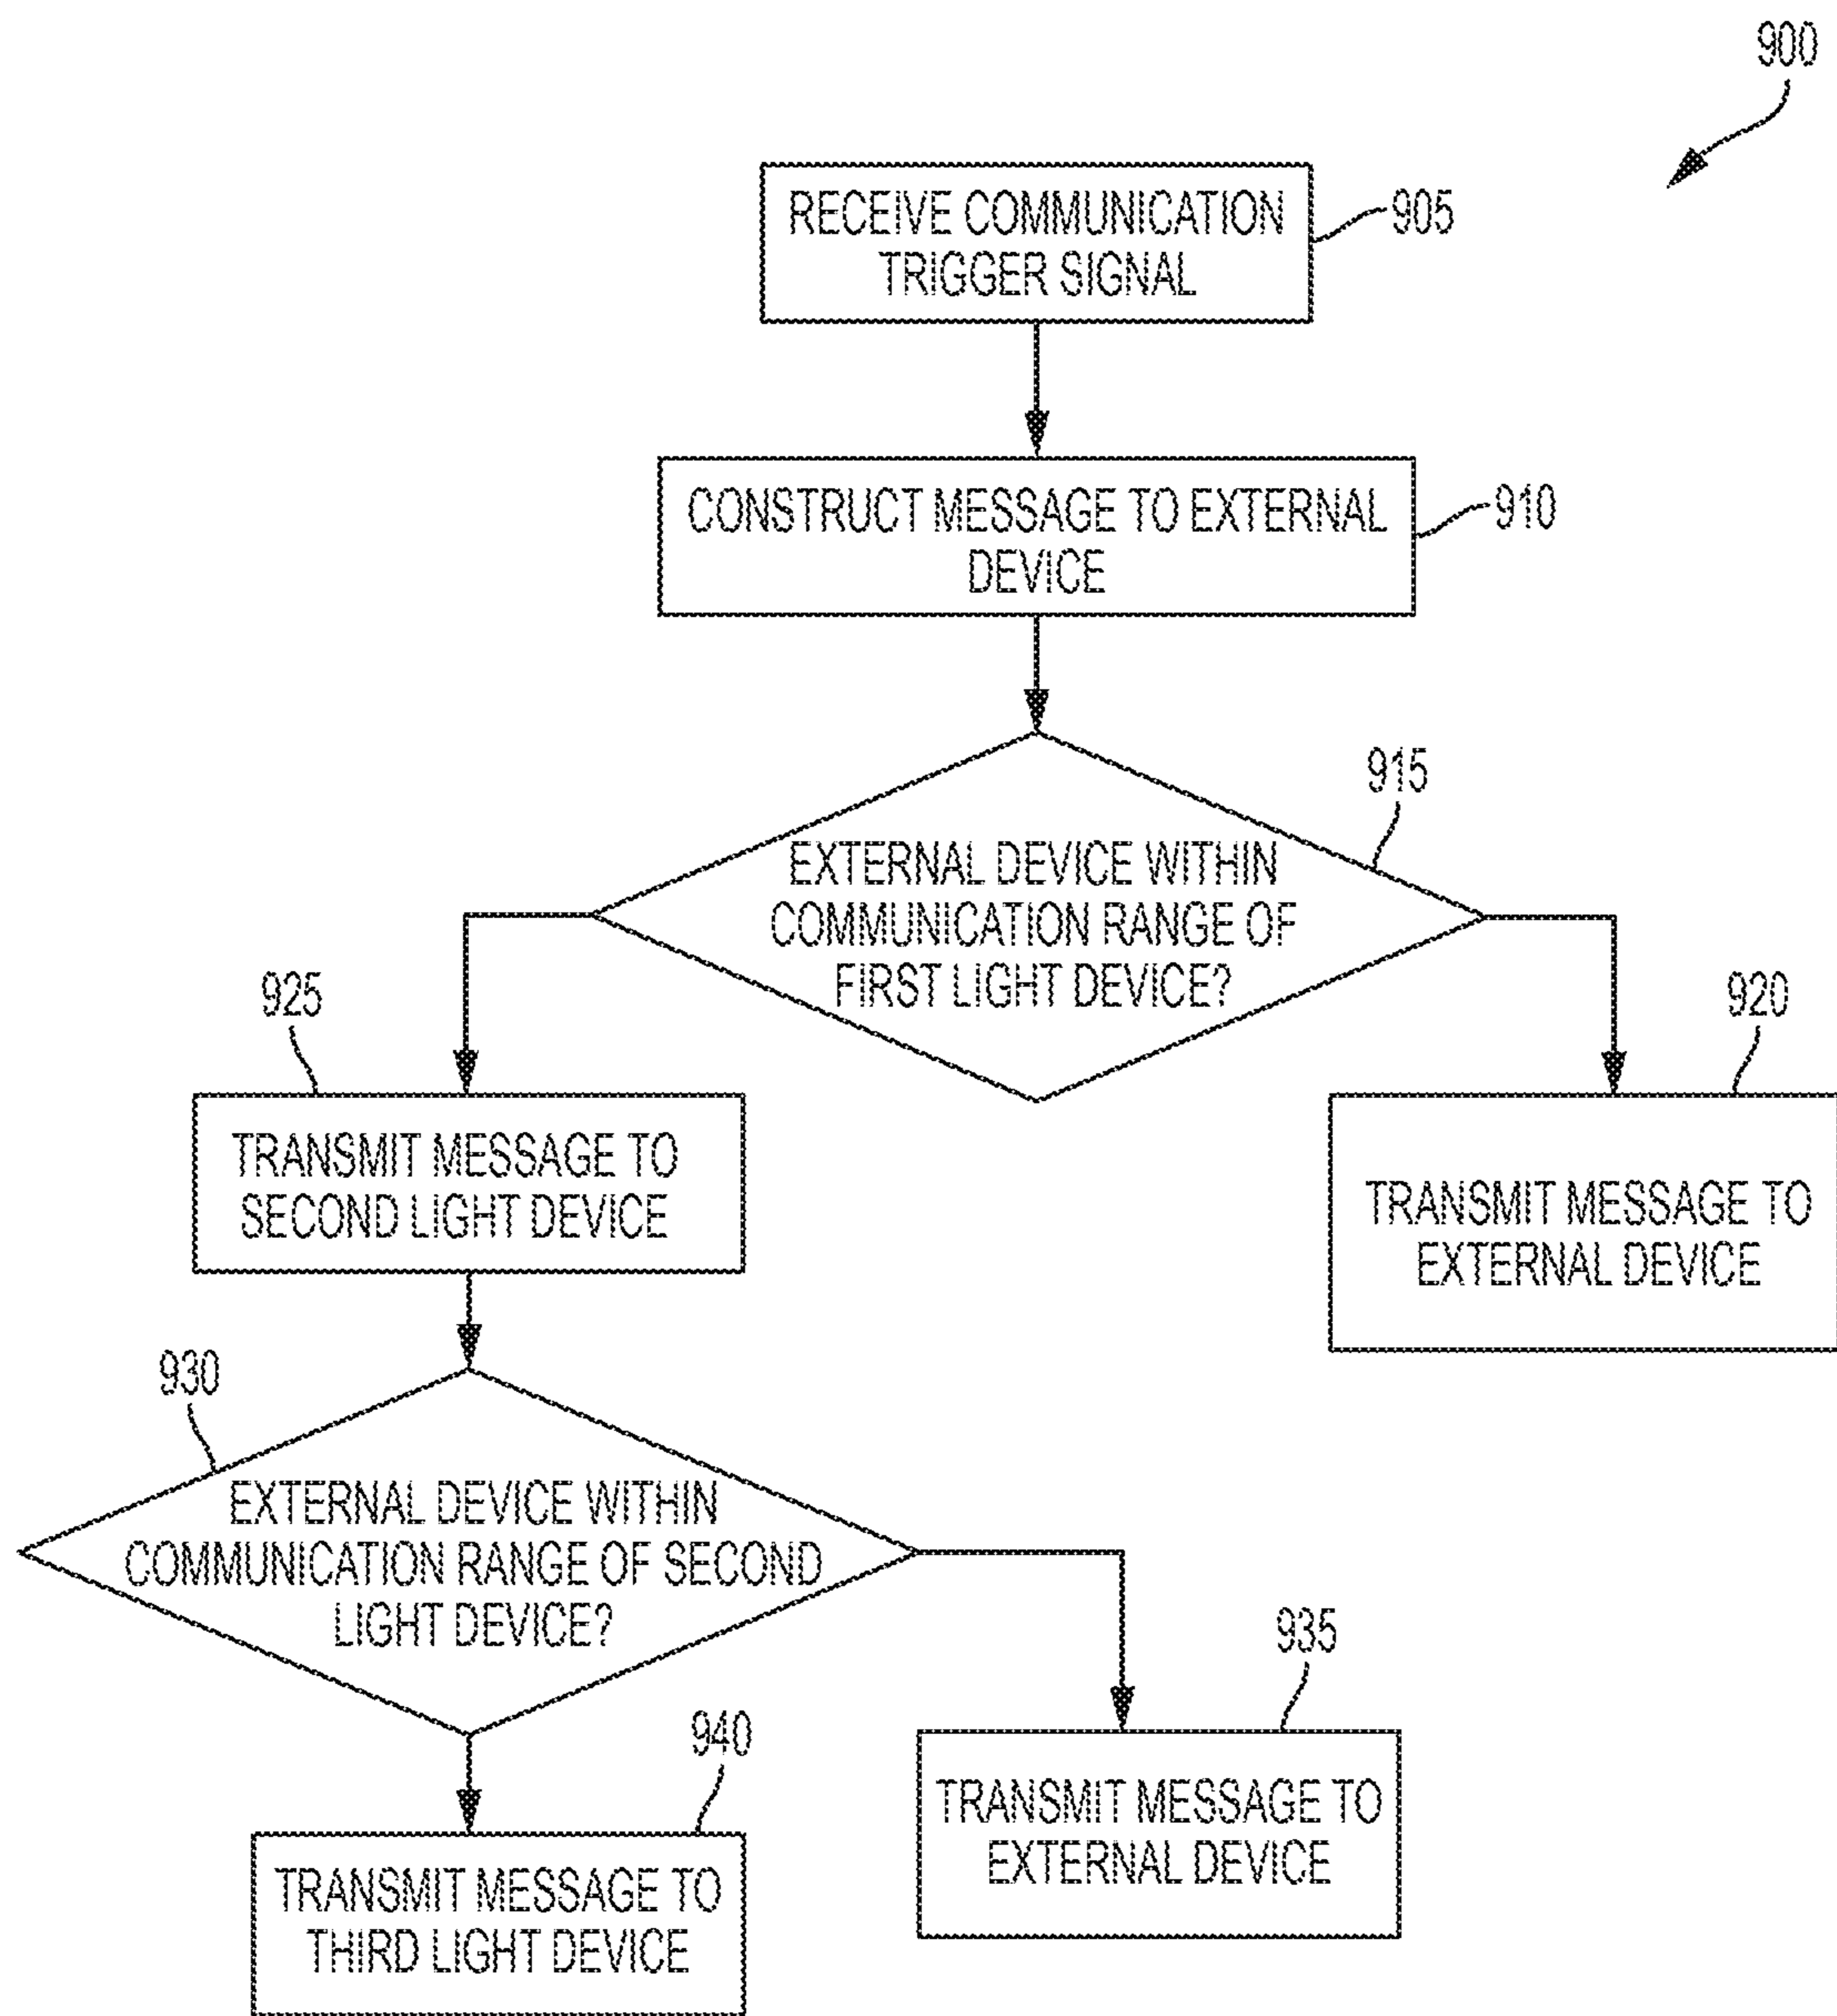 900
RECEIVE COMMUNICATION
TRIGGER SIGNAL
905
CONSTRUCT MESSAGE TO EXTERNAL
DEVICE
910
915
EXTERNAL DEVICE WITHIN
COMMUNICATION RANGE OF
FIRST LIGHT DEVICE?
925
920
TRANSMIT MESSAGE TO
SECOND LIGHT DEVICE
TRANSMIT MESSAGE TO
EXTERNAL DEVICE
930
EXTERNAL DEVICE WITHIN
COMMUNICATION RANGE OF SECOND
LIGHT DEVICE?
935
940
TRANSMIT MESSAGE TO
EXTERNAL DEVICE
TRANSMIT MESSAGE TO
THIRD LIGHT DEVICE